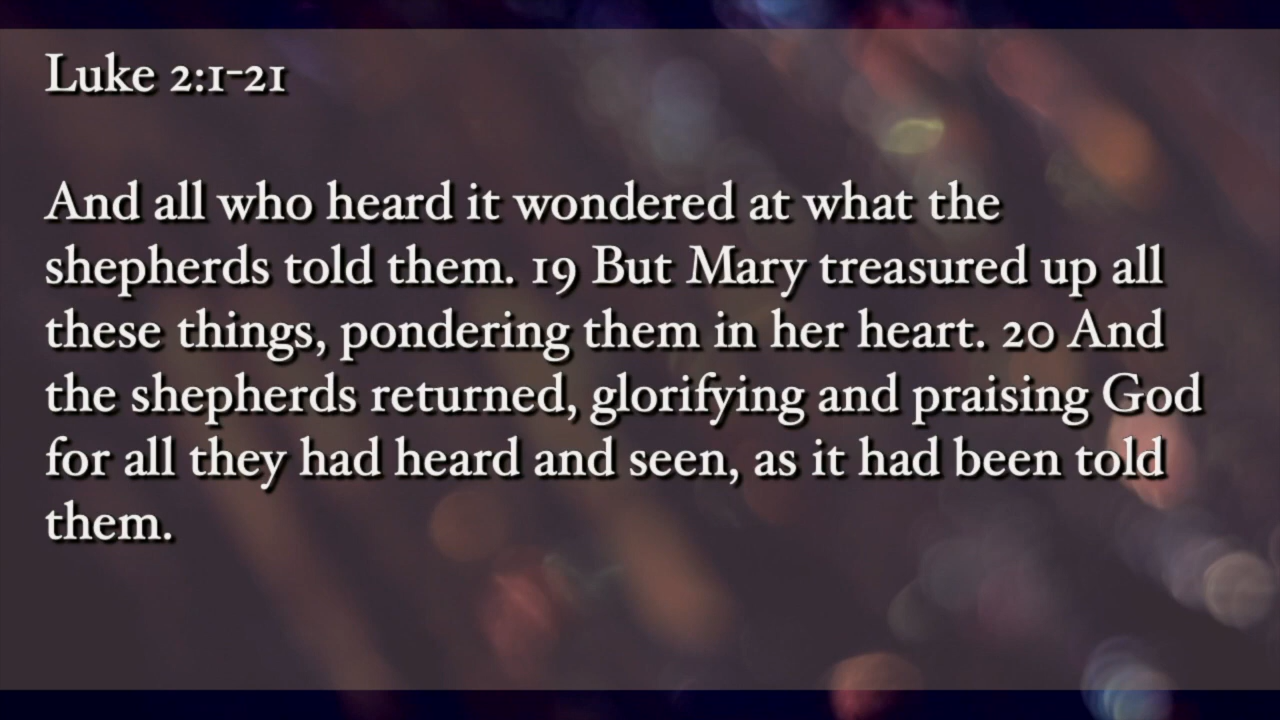 Luke 2:1-21
And all who heard it wondered at what the
shepherds told them. 19 But Mary treasured up all
these things, pondering them in her heart. 20 And
the shepherds returned, glorifying and praising God
for all they had heard and seen, as it had been told
them.